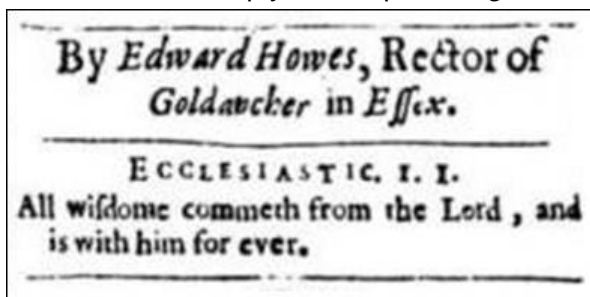 By Edward Howes, Rector of
Goldancher in Eſſex.
ECCLESIASTIC. I. I.
All wiſdome commeth from the Lord, and
is with him for ever.